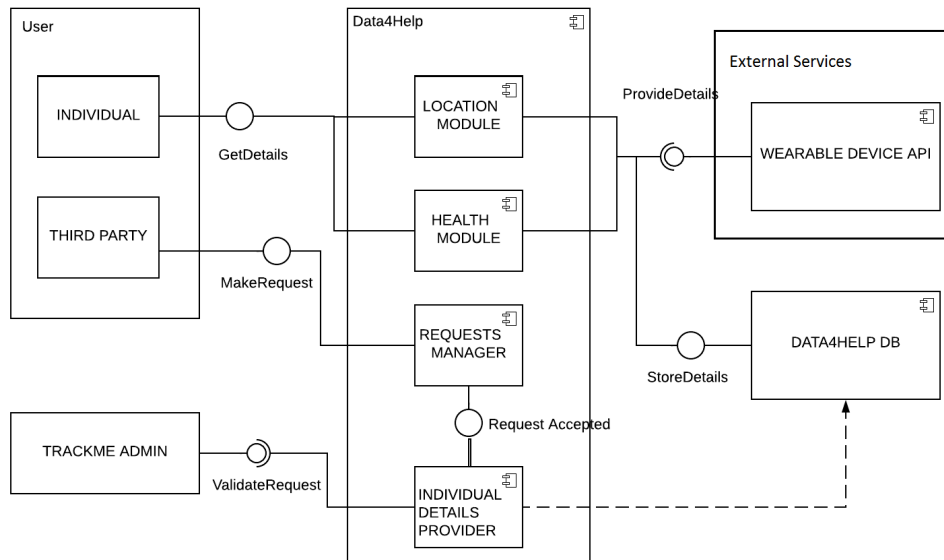 User
INDIVIDUAL
THIRD PARTY
GetDetails
MakeRequest
TRACKME ADMIN
ValidateRequest
Data4Help
LOCATION
MODULE
HEALTH
MODULE
REQUESTS
MANAGER
Request Accepted
INDIVIDUAL
DETAILS
PROVIDER
ProvideDetails
External Services
WEARABLE DEVICE API
StoreDetails
DATA4HELP DB